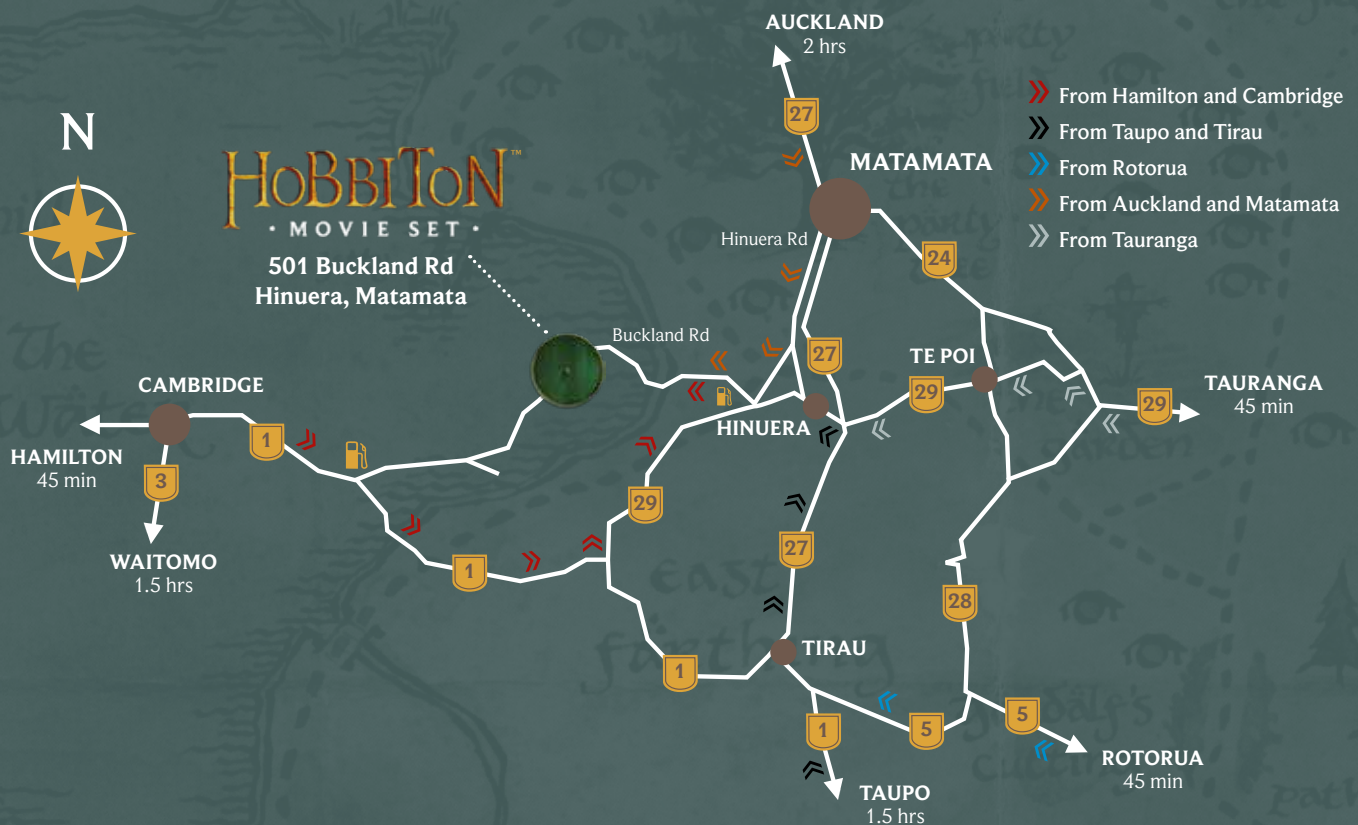 AUCKLAND
2 hrs
27
From Hamilton and Cambridge
From Taupo and Tirau
From Rotorua
From Auckland and Matamata
From Tauranga
N
HOBBITON™
· MOVIE SET ·
501 Buckland Rd
Hinuera, Matamata
MATAMATA
Hinuera Rd
24
Buckland Rd
27
TE POI
29
TAURANGA
45 min
29
CAMBRIDGE
1
HAMILTON
45 min
3
WAITOMO
1.5 hrs
HINUERA
29
1
27
28
TIRAU
1
1
5
5
ROTORUA
45 min
TAUPO
1.5 hrs
The
east
farthing